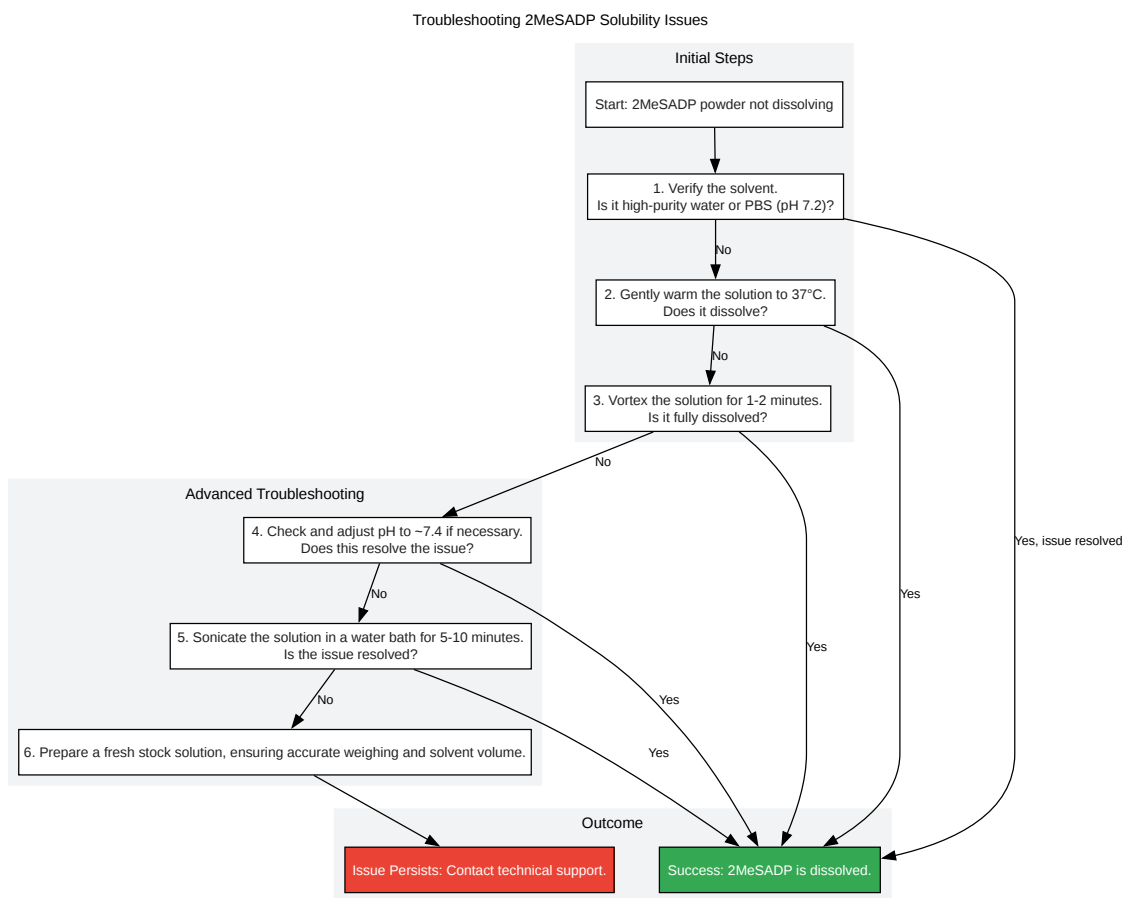 Troubleshooting 2MeSADP Solubility Issues
Initial Steps
Start: 2MeSADP powder not dissolving
1. Verify the solvent.
Is it high-purity water or PBS (pH 7.2)?
No
2. Gently warm the solution to 37°C.
Does it dissolve?
No
3. Vortex the solution for 1-2 minutes.
Is it fully dissolved?
No
Advanced Troubleshooting
4. Check and adjust pH to ~7.4 if necessary.
Does this resolve the issue?
Yes, issue resolved
No
Yes
5. Sonicate the solution in a water bath for 5-10 minutes.
Is the issue resolved?
Yes
No
Yes
6. Prepare a fresh stock solution, ensuring accurate weighing and solvent volume.
Yes
Outcome
Issue Persists: Contact technical support.
Success: 2MeSADP is dissolved.